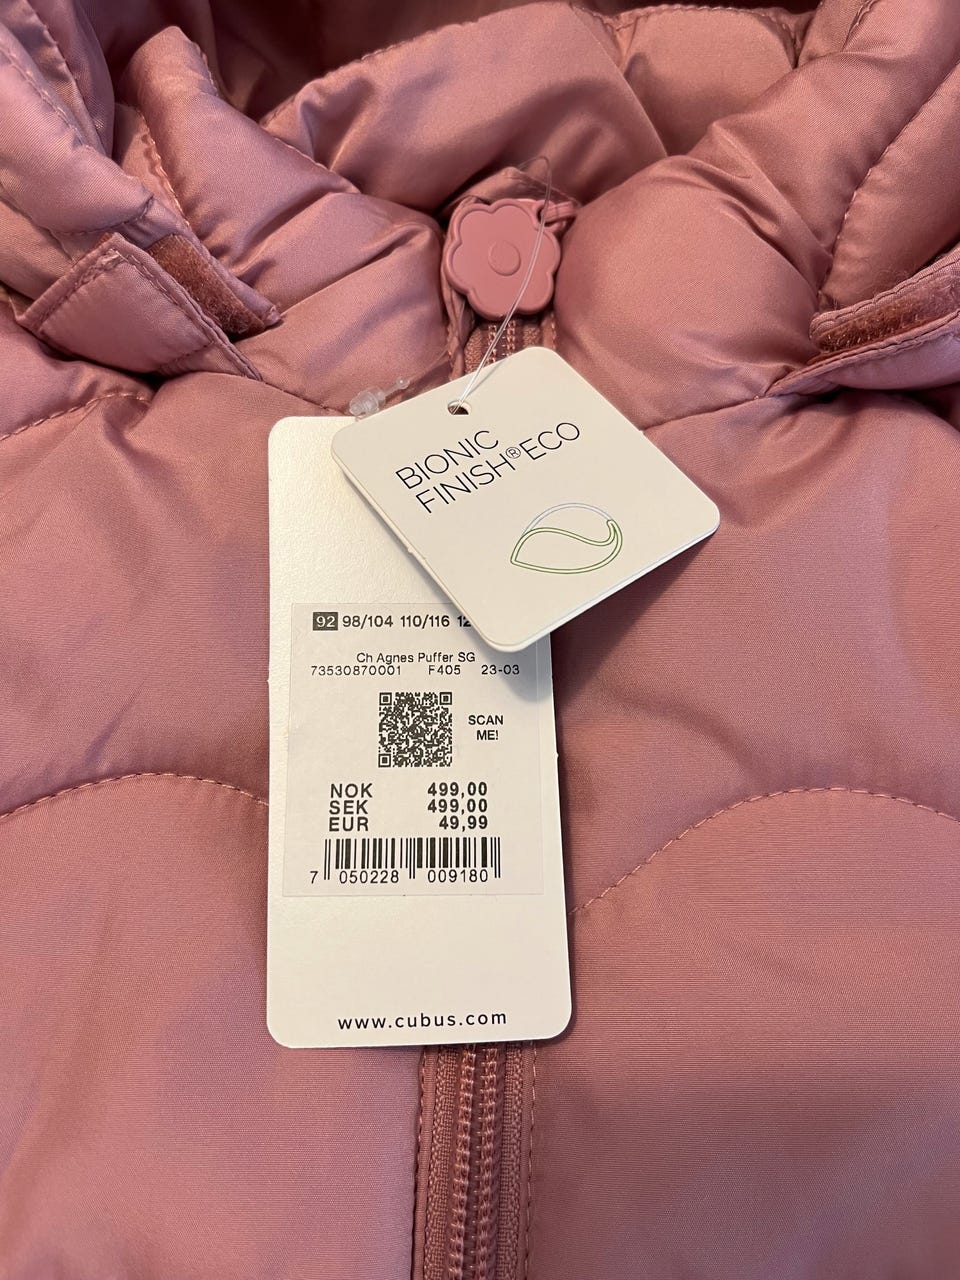 BIONIC
FINISH®ECO
92 98/104 110/116
Ch Agnes Puffer SG
73530870001 F405 23-03
SCAN
ME!
NOK 499,00
SEK 499,00
EUR 49,99
7 050228 009180
www.cubus.com